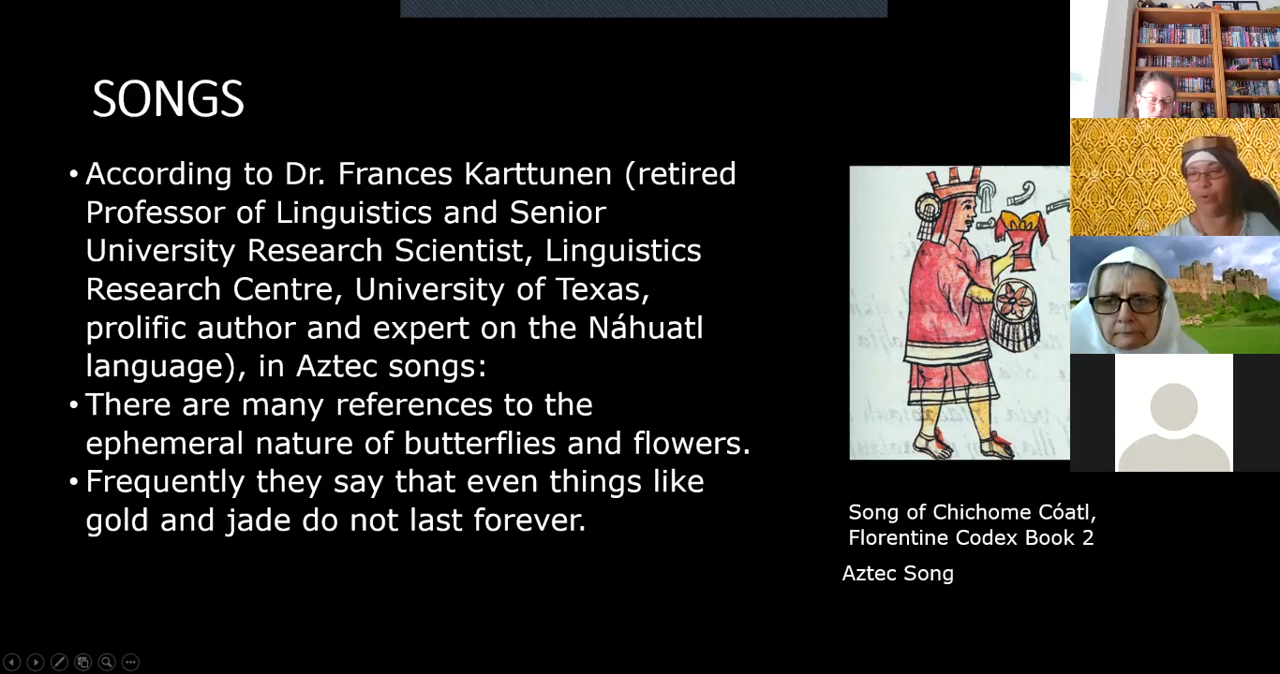 SONGS
• According to Dr. Frances Karttunen (retired
Professor of Linguistics and Senior
University Research Scientist, Linguistics
Research Centre, University of Texas,
prolific author and expert on the Náhuatl
language), in Aztec songs:
• There are many references to the
ephemeral nature of butterflies and flowers.
• Frequently they say that even things like
gold and jade do not last forever.
Song of Chichome Cóatl,
Florentine Codex Book 2
Aztec Song